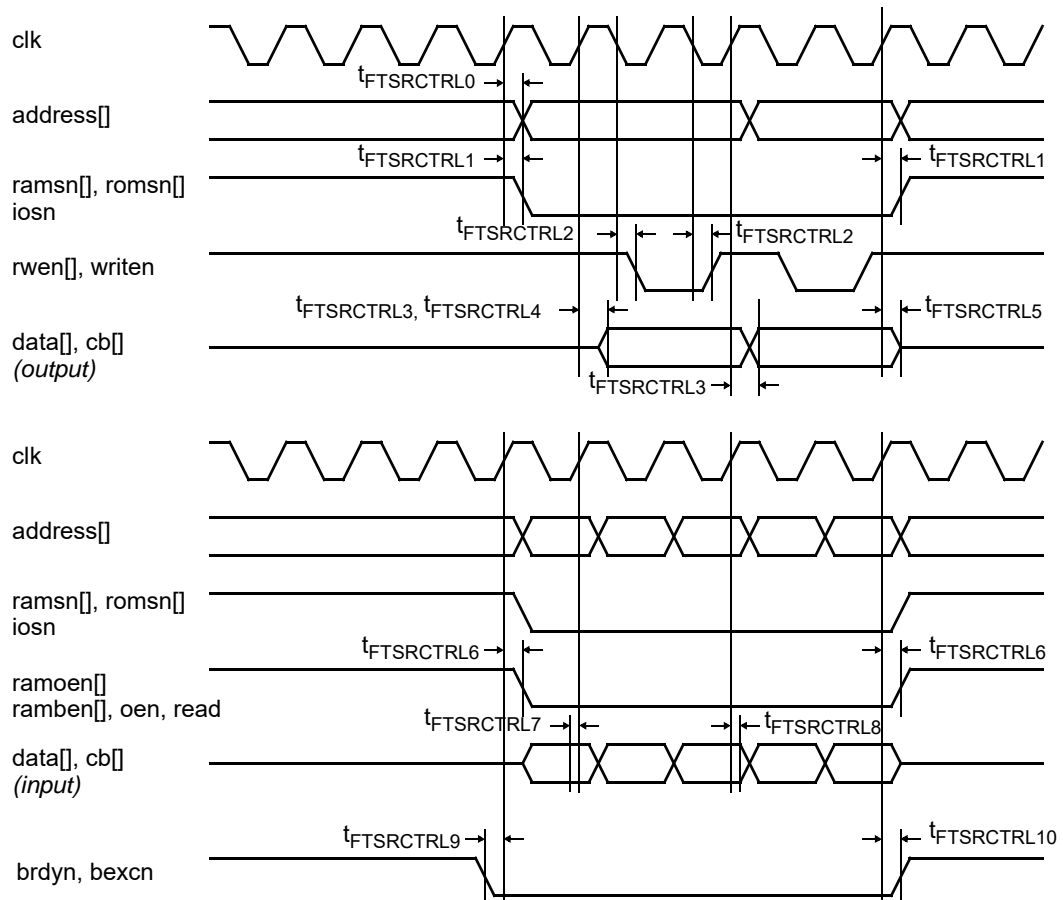 clk
tFTSRCTRL0
address[]
tFTSRCTRL1
tFTSRCTRL1
ramsn[], romsn[]
iosn
tFTSRCTRL2
tFTSRCTRL2
rwen[], writen
tFTSRCTRL3, tFTSRCTRL4
tFTSRCTRL5
data[], cb[]
(output)
tFTSRCTRL3
clk
address[]
ramsn[], romsn[]
iosn
tFTSRCTRL6
tFTSRCTRL6
ramoen[]
ramben[], oen, read
tFTSRCTRL7
tFTSRCTRL8
data[], cb[]
(input)
tFTSRCTRL9
tFTSRCTRL10
brdyn, bexcn